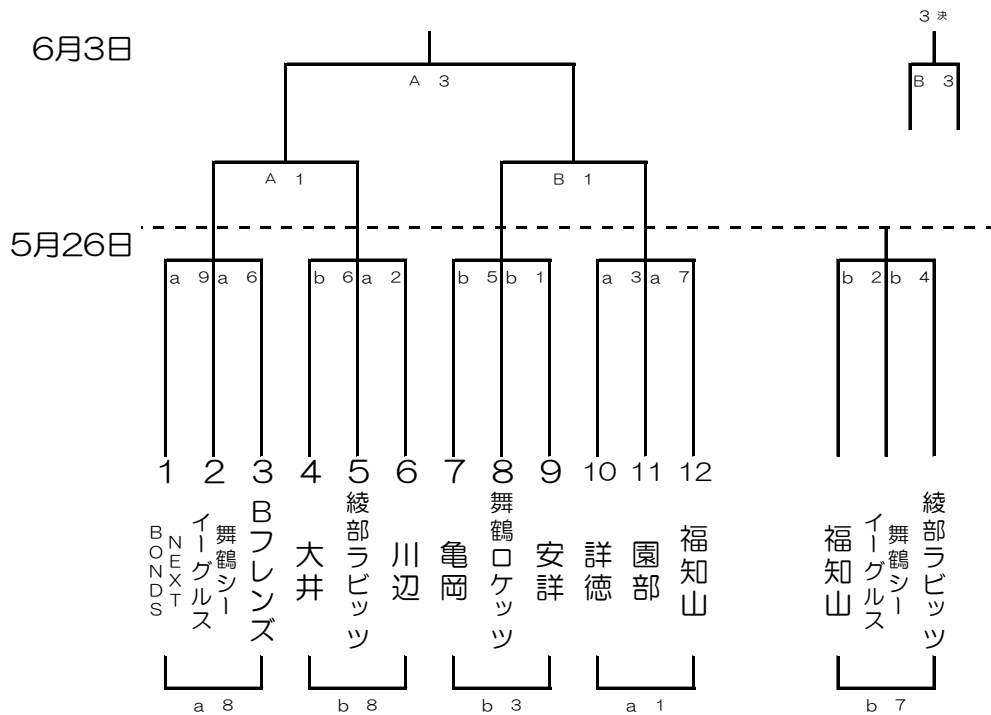 3 決
6月3日
A 3
B 3
A 1
B 1
5月26日
a 9 a 6
b 6 a 2
b 5 b 1
a 3 a 7
b 2 b 4
1 2 3 4 5 6 7 8 9 10 11 12
BONDS
NEXT
舞鶴シー
イーグルス
Bフレンズ
大井
綾部ラビッツ
川辺
亀岡
舞鶴ロケッツ
安詳
詳徳
園部
福知山
福知山
舞鶴シー
イーグルス
綾部ラビッツ
a 8
b 8
b 3
a 1
b 7